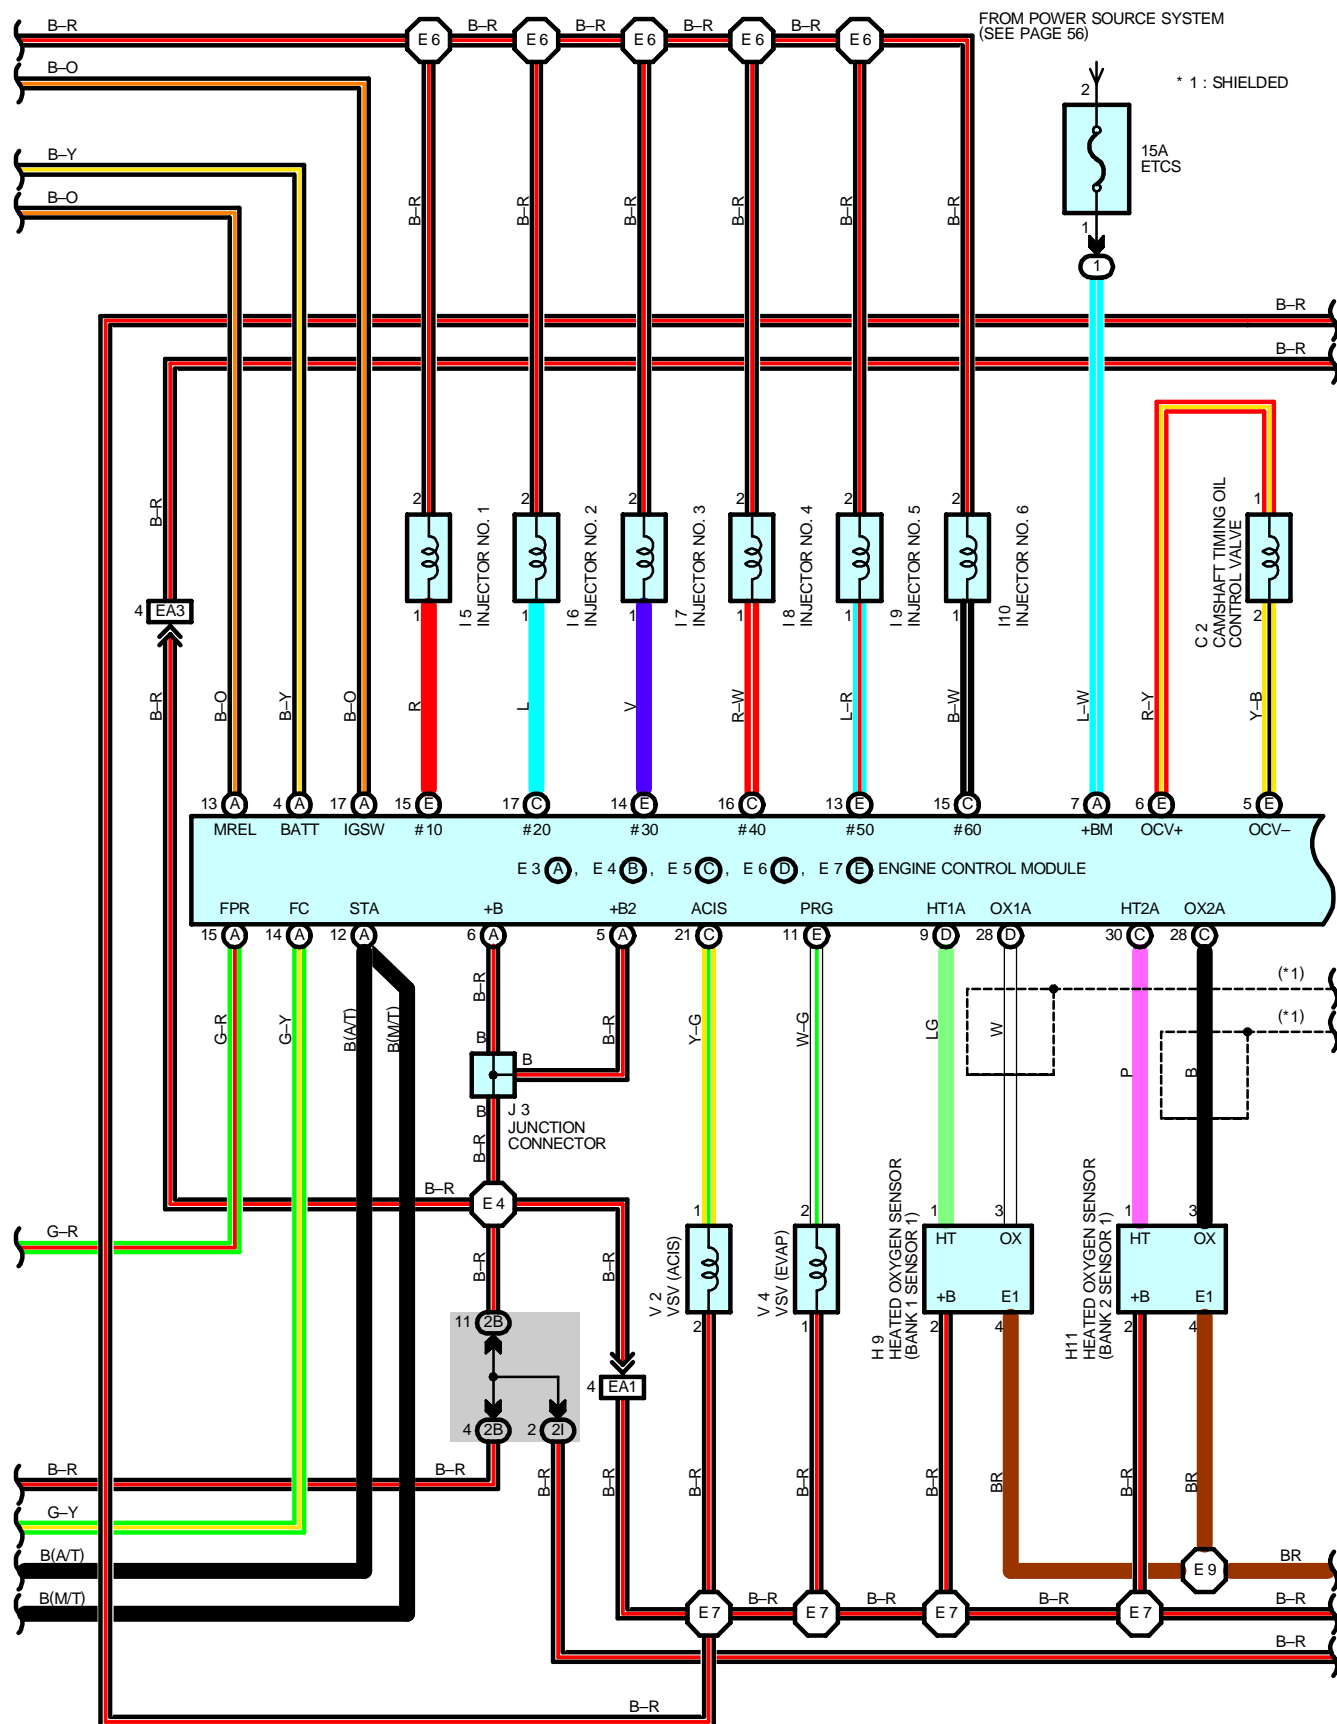 B–R
E 6
B–R
E 6
B–R
E 6
B–R
E 6
B–R
E 6
FROM POWER SOURCE SYSTEM
(SEE PAGE 56)
B–O
2
* 1 : SHIELDED
15A
ETCS
B–Y
B–O
B–R
B–R
B–R
B–R
B–R
B–R
1
1
B–R
B–R
B–R
2
2
2
2
2
2
1
I 5
INJECTOR NO. 1
I 6
INJECTOR NO. 2
I 7
INJECTOR NO. 3
I 8
INJECTOR NO. 4
I 9
INJECTOR NO. 5
I10
INJECTOR NO. 6
C 2
CAMSHAFT TIMING OIL
CONTROL VALVE
4
EA3
1
1
1
1
1
1
2
B–R
B–O
B–Y
B–O
R
L
V
R–W
L–R
B–W
L–W
R–Y
Y–B
13 A
4 A
17 A
15 E
17 C
14 E
16 C
13 E
15 C
7 A
6 E
5 E
MREL
BATT
IGSW
#10
#20
#30
#40
#50
#60
+BM
OCV+
OCV–
E 3 A , E 4 B , E 5 C , E 6 D , E 7 E ENGINE CONTROL MODULE
FPR
FC
STA
+B
+B2
ACIS
PRG
HT1A
OX1A
HT2A
OX2A
15 A
14 A
12 A
6 A
5 A
21 C
11 E
9 D
28 D
30 C
28 C
(*1)
(*1)
G–R
G–Y
B(A/T)
B(M/T)
B–R
B–R
Y–G
W–G
LG
W
P
B
B
B
B
J 3
JUNCTION
CONNECTOR
B–R
B–R
E 4
1
2
1
3
1
3
G–R
HT
OX
HT
OX
B–R
B–R
V 2
VSV (ACIS)
V 4
VSV (EVAP)
H 9
HEATED OXYGEN SENSOR
(BANK 1 SENSOR 1)
H11
HEATED OXYGEN SENSOR
(BANK 2 SENSOR 1)
+B
E1
+B
E1
11
2B
2
1
2
4
2
4
4
EA1
4
2B
2
2I
B–R
B–R
B–R
B–R
B–R
B–R
B–R
BR
B–R
BR
G–Y
B(A/T)
E 9
BR
B(M/T)
E 7
B–R
E 7
B–R
E 7
B–R
E 7
B–R
B–R
B–R